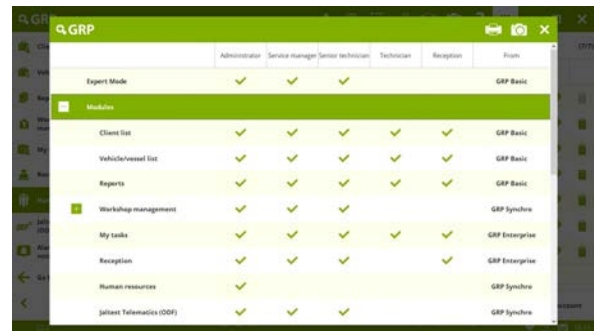 GRP
Administrator Service manager Senior technician Technician Reception From
Expert Mode GRP Basic
Modules
Client list GRP Basic
Vehicle/vessel list GRP Basic
Reports GRP Basic
Workshop management GRP Synchro
My tasks GRP Enterprise
Reception GRP Enterprise
Human resources GRP Synchro
Jaltest Telematics (ODF) GRP Synchro